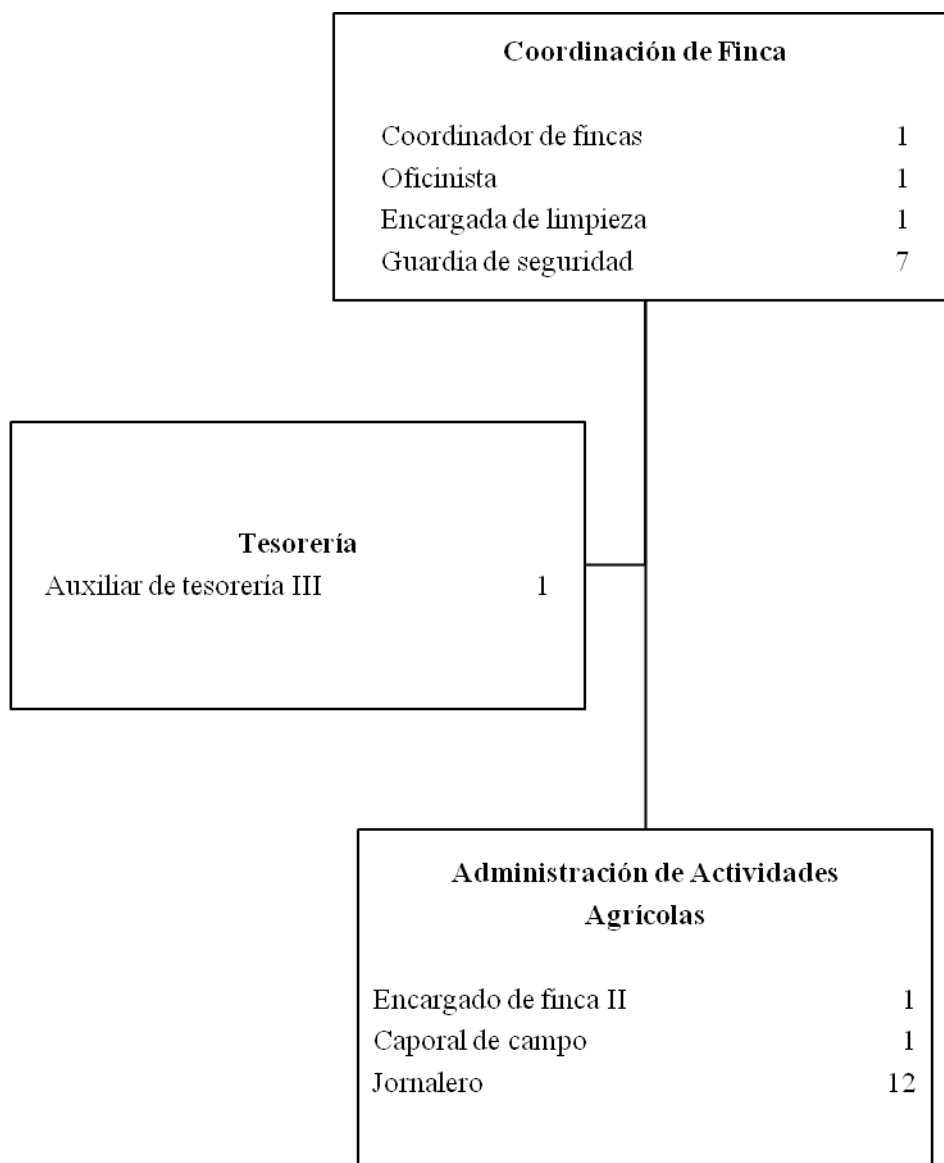 Coordinación de Finca
Coordinador de fincas 1
Oficinista 1
Encargada de limpieza 1
Guardia de seguridad 7
Tesorería
Auxiliar de tesorería III 1
Administración de Actividades
Agrícolas
Encargado de finca II 1
Caporal de campo 1
Jornalero 12